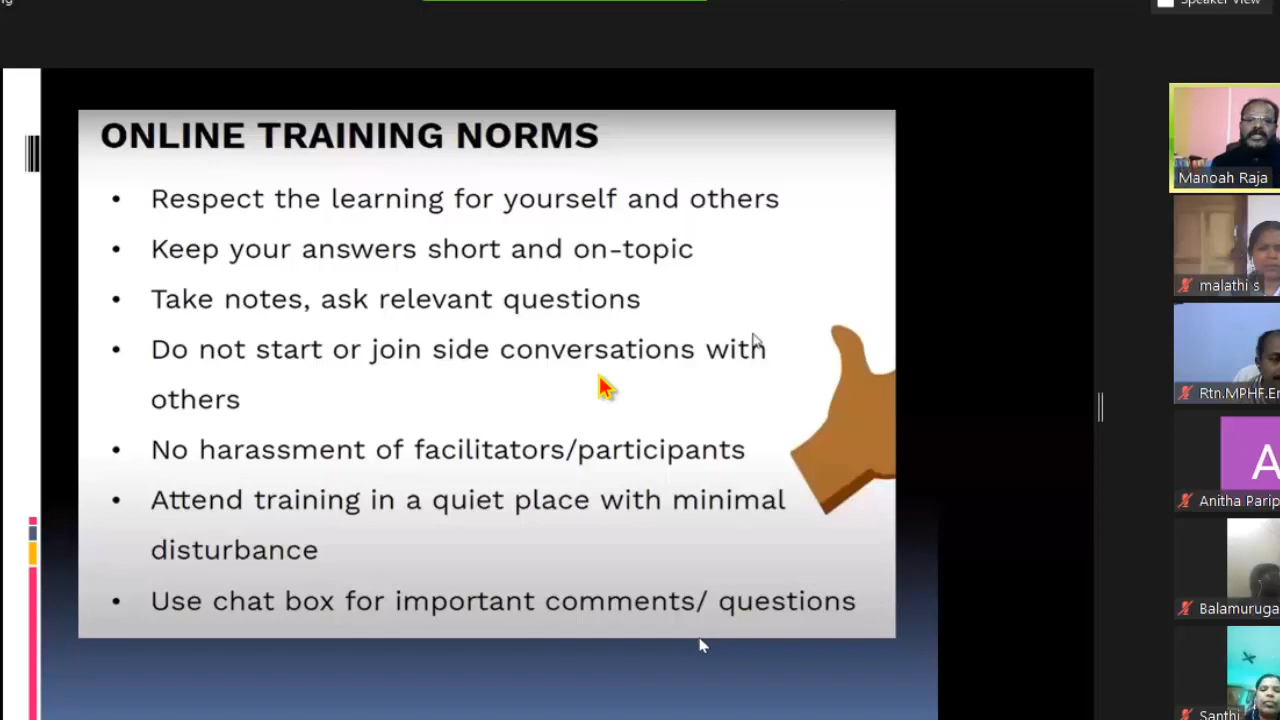 ONLINE TRAINING NORMS
• Respect the learning for yourself and others
• Keep your answers short and on-topic
• Take notes, ask relevant questions
• Do not start or join side conversations with
others
• No harassment of facilitators/participants
• Attend training in a quiet place with minimal
disturbance
• Use chat box for important comments/ questions
Speaker View
Manoah Raja
malathi s
Rtn.MPHF.Er
A
Anitha Parip
Balamuruga
Santhi